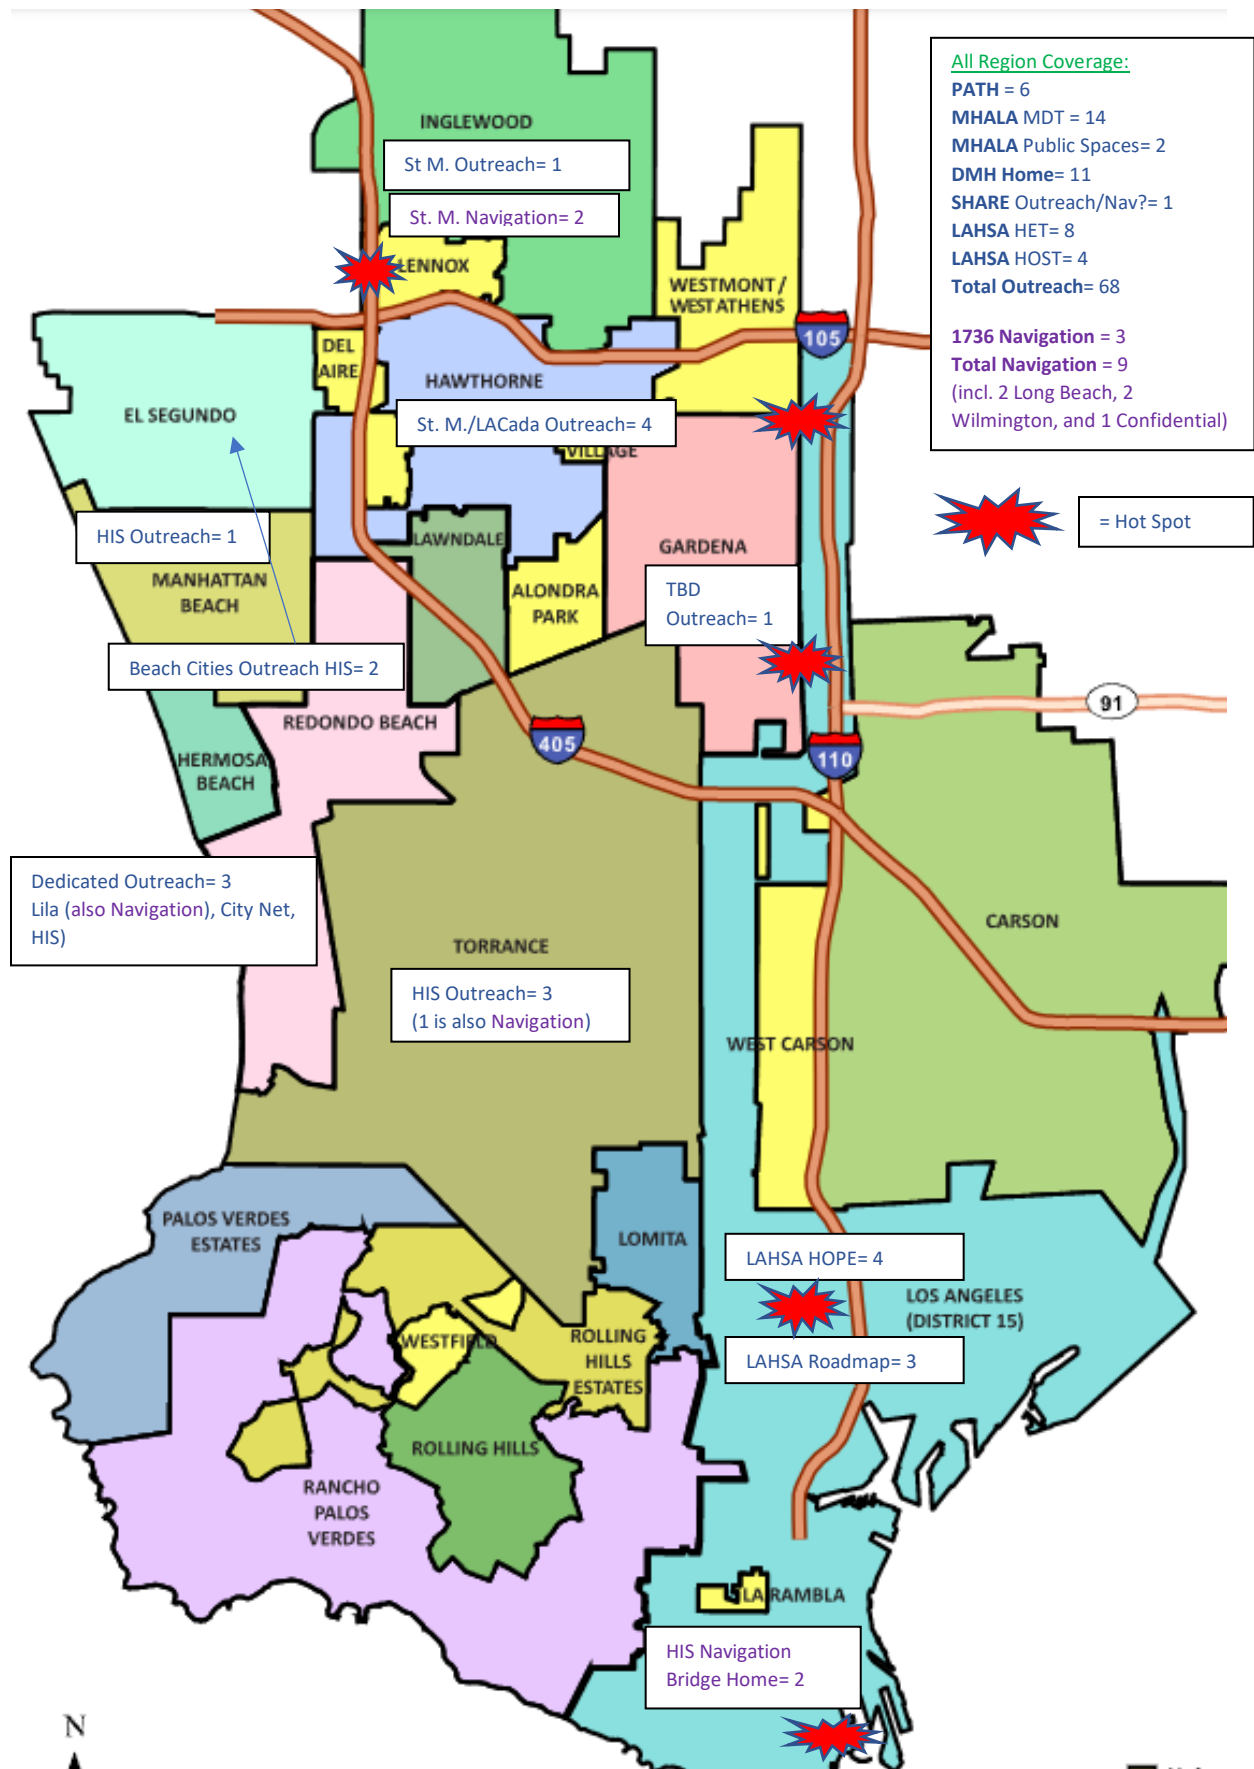 All Region Coverage:
PATH = 6
MHALA MDT = 14
MHALA Public Spaces= 2
DMH Home= 11
SHARE Outreach/Nav?= 1
LAHSA HET= 8
LAHSA HOST= 4
Total Outreach= 68
1736 Navigation = 3
Total Navigation = 9
(incl. 2 Long Beach, 2
Wilmington, and 1 Confidential)
= Hot Spot
INGLEWOOD
St M. Outreach= 1
St. M. Navigation= 2
LENNOX
WESTMONT /
WEST ATHENS
105
DEL
AIRE
HAWTHORNE
EL SEGUNDO
St. M./LACada Outreach= 4
VILLAGE
HIS Outreach= 1
LAWNDALE
GARDENA
MANHATTAN
BEACH
ALONDRA
PARK
TBD
Outreach= 1
Beach Cities Outreach HIS= 2
91
REDONDO BEACH
405
110
HERMOSA
BEACH
Dedicated Outreach= 3
Lila (also Navigation), City Net,
HIS)
CARSON
TORRANCE
HIS Outreach= 3
(1 is also Navigation)
WEST CARSON
PALOS VERDES
ESTATES
LOMITA
LAHSA HOPE= 4
LOS ANGELES
(DISTRICT 15)
WESTFIELD
ROLLING
HILLS
ESTATES
LAHSA Roadmap= 3
ROLLING HILLS
RANCHO
PALOS
VERDES
LA RAMBLA
HIS Navigation
Bridge Home= 2
N